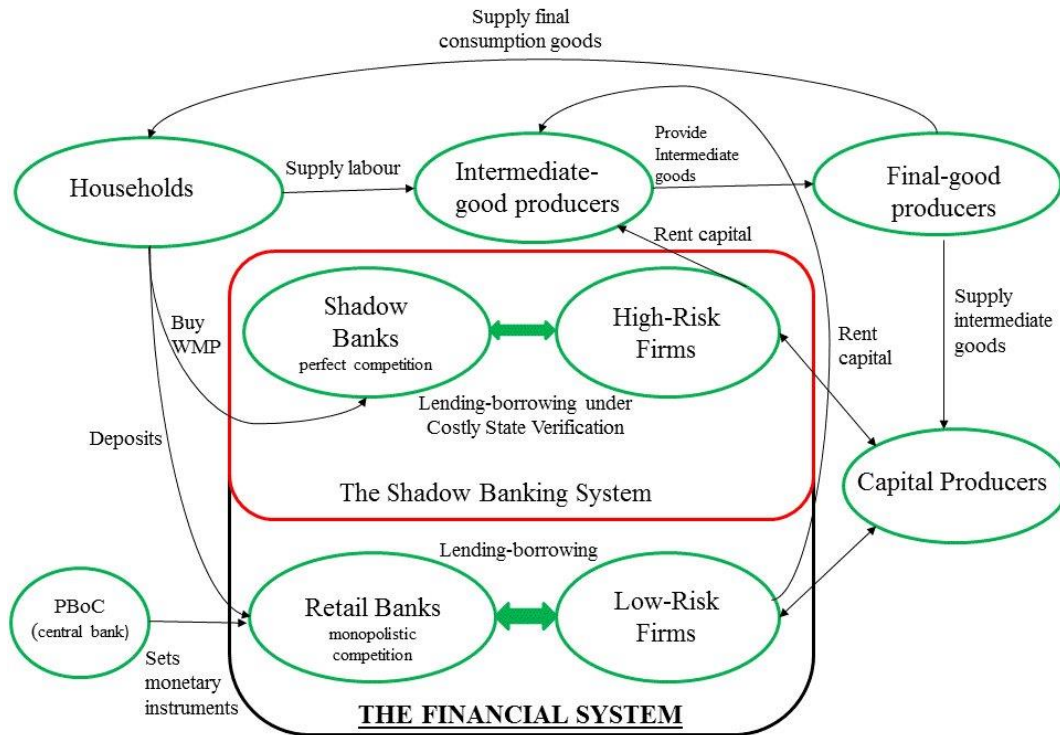 Supply final
consumption goods
Households
Supply labour
Intermediate-
good producers
Provide
Intermediate
goods
Final-good
producers
Rent capital
Buy
WMP
Shadow
Banks
perfect competition
High-Risk
Firms
Supply
intermediate
goods
Rent
capital
Lending-borrowing under
Costly State Verification
Deposits
The Shadow Banking System
Capital Producers
Lending-borrowing
PBoC
(central bank)
Retail Banks
monopolistic
competition
Low-Risk
Firms
Sets
monetary
instruments
THE FINANCIAL SYSTEM